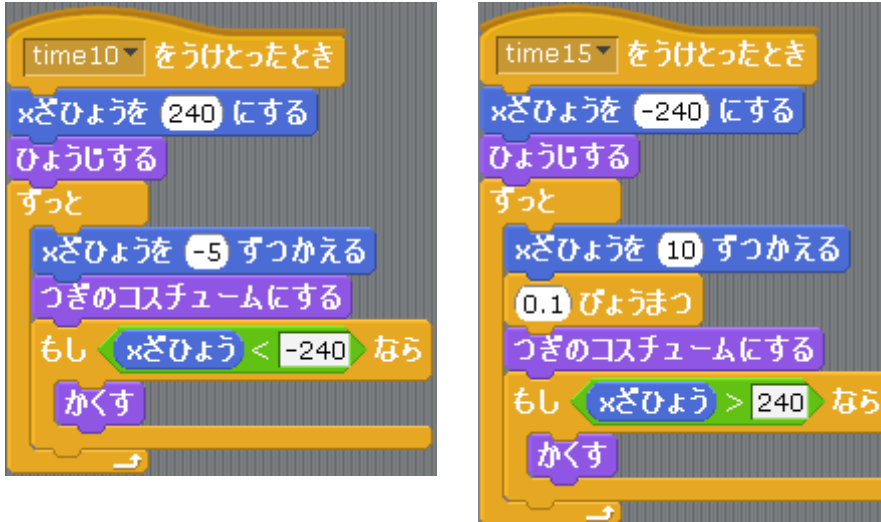 time10 をうけとったとき
xざひょうを 240 にする
ひょうじする
ずっと
xざひょうを -5 ずつかえる
つぎのコスチュームにする
もし xざひょう < -240 なら
かくす
time15 をうけとったとき
xざひょうを -240 にする
ひょうじする
ずっと
xざひょうを 10 ずつかえる
0.1 びょうまつ
つぎのコスチュームにする
もし xざひょう > 240 なら
かくす